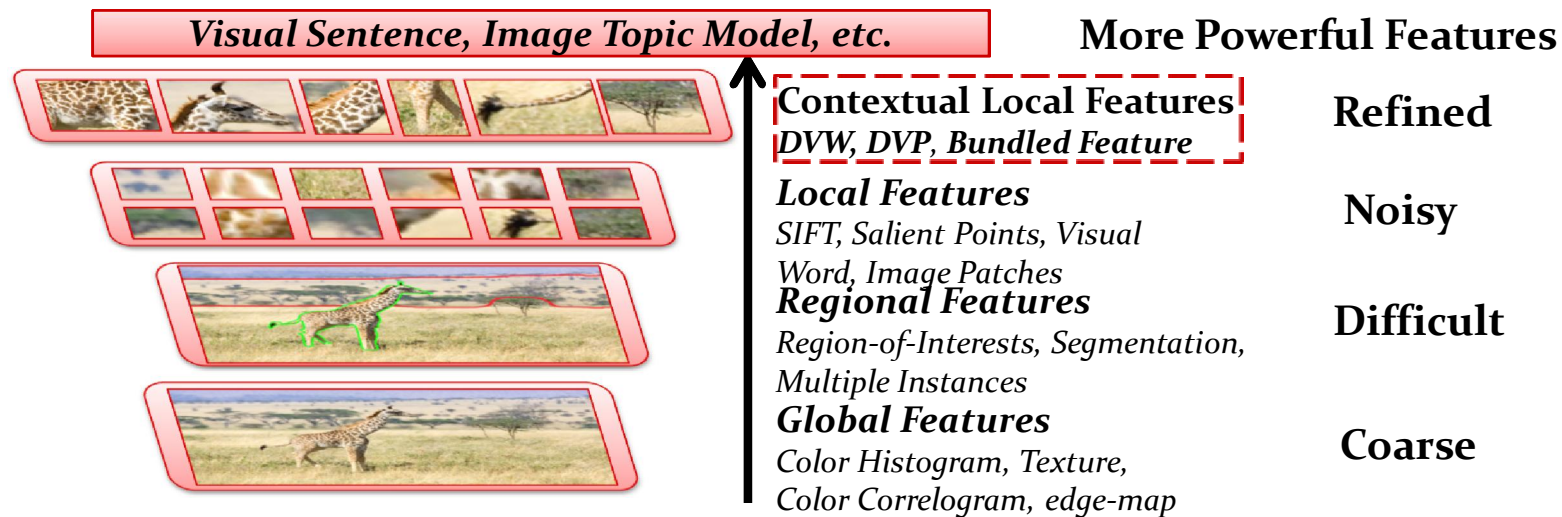 Visual Sentence, Image Topic Model, etc.
More Powerful Features
Contextual Local Features
DVW, DVP, Bundled Feature
Refined
Local Features
SIFT, Salient Points, Visual
Word, Image Patches
Noisy
Regional Features
Region-of-Interests, Segmentation,
Multiple Instances
Difficult
Global Features
Color Histogram, Texture,
Color Correlogram, edge-map
Coarse